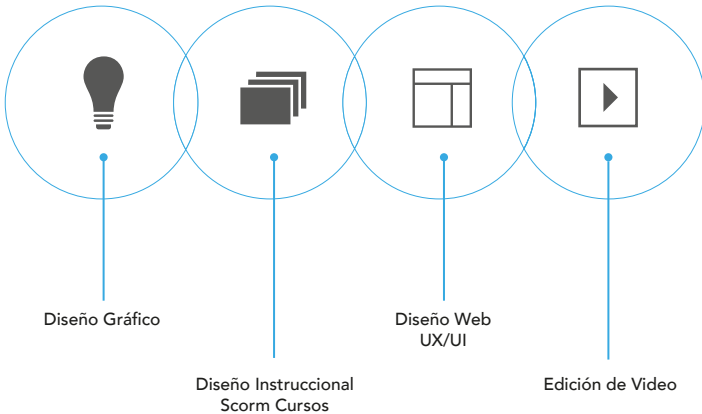 Diseño Gráfico
Diseño Web
UX/UI
Diseño Instruccional
Scorm Cursos
Edición de Video